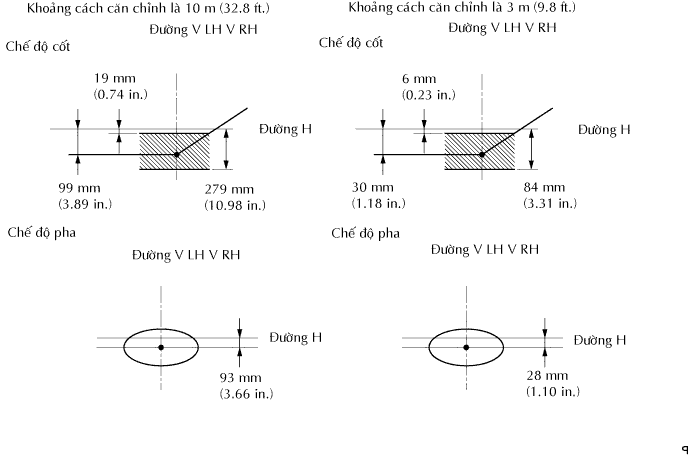 Khoảng cách căn chỉnh là 10 m (32.8 ft.)
Đường V LH V RH
Chế độ cốt
19 mm
(0.74 in.)
Đường H
99 mm
(3.89 in.)
279 mm
(10.98 in.)
Chế độ pha
Đường V LH V RH
Đường H
93 mm
(3.66 in.)
Khoảng cách căn chỉnh là 3 m (9.8 ft.)
Đường V LH V RH
Chế độ cốt
6 mm
(0.23 in.)
Đường H
30 mm
(1.18 in.)
84 mm
(3.31 in.)
Chế độ pha
Đường V LH V RH
Đường H
28 mm
(1.10 in.)